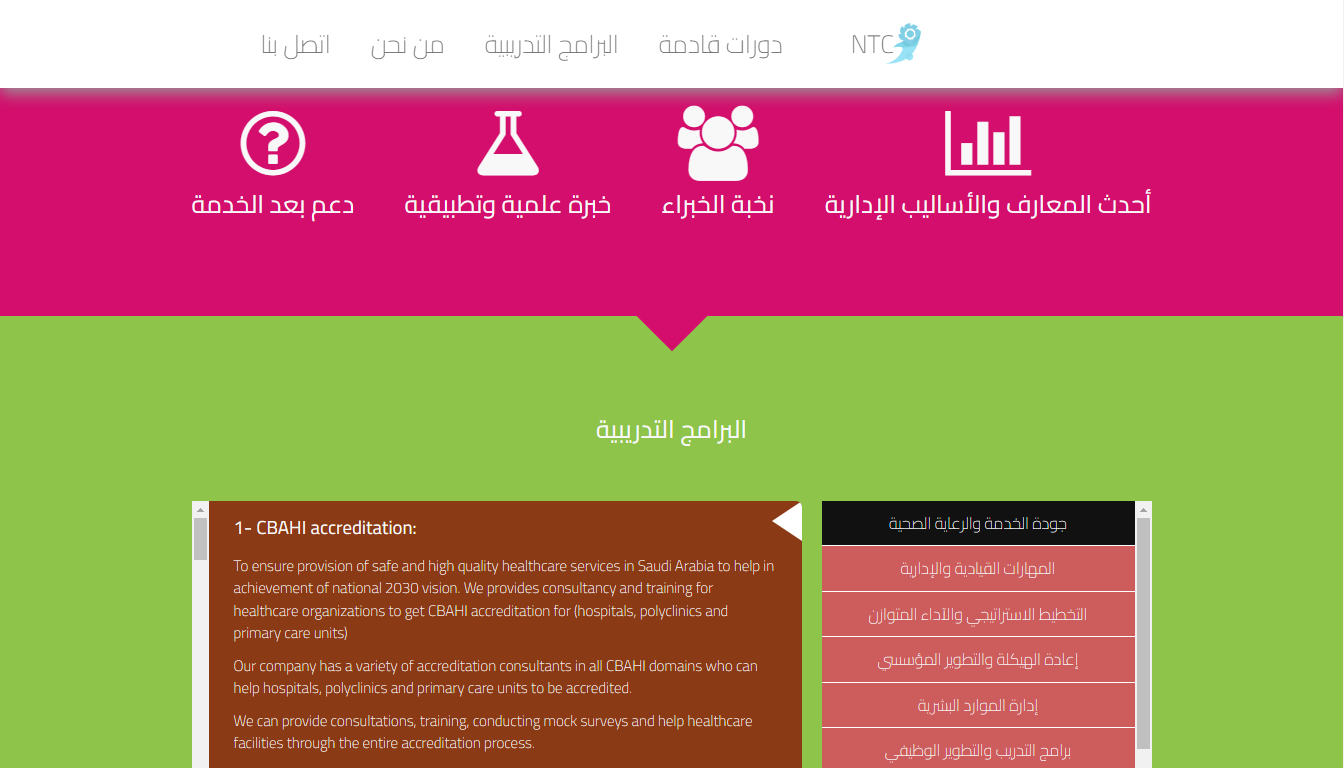 NTC
دورات قادمة
البرامج التدريبية
من نحن
اتصل بنا
أحدث المعارف والأساليب الإدارية
نخبة الخبراء
خبرة علمية وتطبيقية
دعم بعد الخدمة
البرامج التدريبية
جودة الخدمة والرعاية الصحية
المهارات القيادية والإدارية
التخطيط الاستراتيجي والآداء المتوازن
إعادة الهيكلة والتطوير المؤسسي
إدارة الموارد البشرية
برامج التدريب والتطوير الوظيفي
1- CBAHI accreditation:
To ensure provision of safe and high quality healthcare services in Saudi Arabia to help in
achievement of national 2030 vision. We provides consultancy and training for
healthcare organizations to get CBAHI accreditation for (hospitals, polyclinics and
primary care units)
Our company has a variety of accreditation consultants in all CBAHI domains who can
help hospitals, polyclinics and primary care units to be accredited.
We can provide consultations, training, conducting mock surveys and help healthcare
facilities through the entire accreditation process.